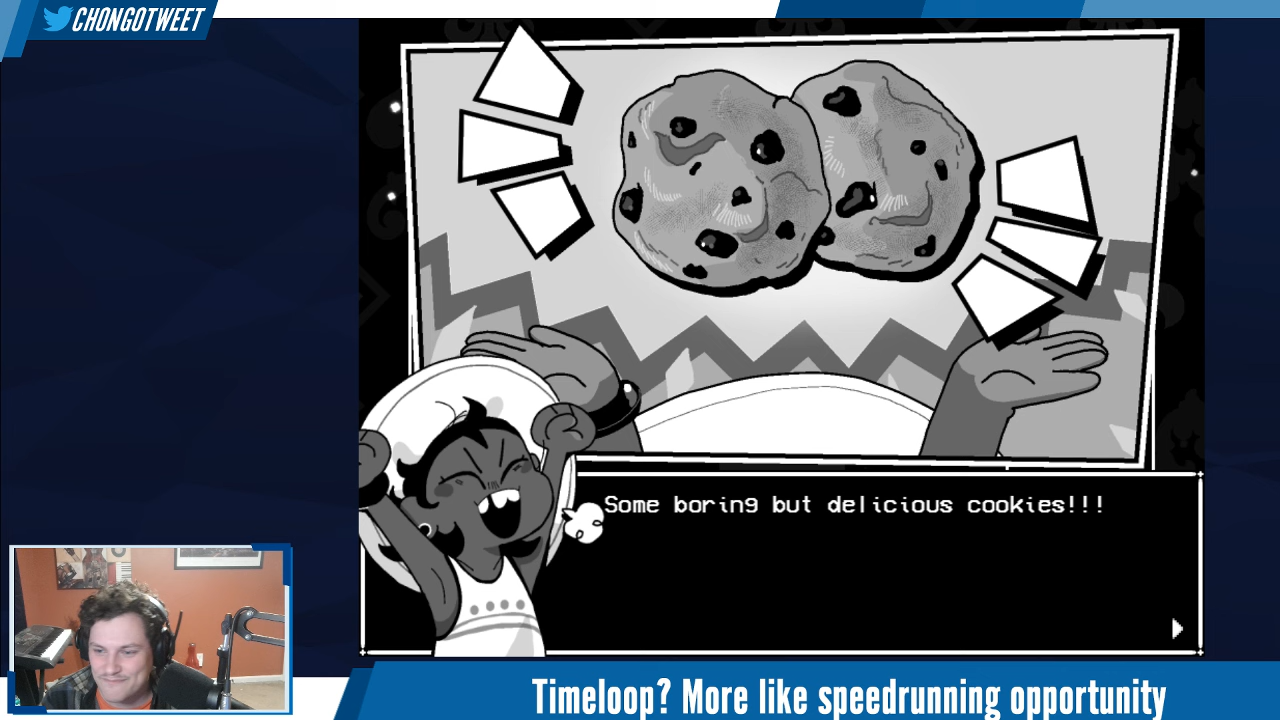 CHONGOTWEET
Some boring but delicious cookies!!!
Timeloop? More like speedrunning opportunity